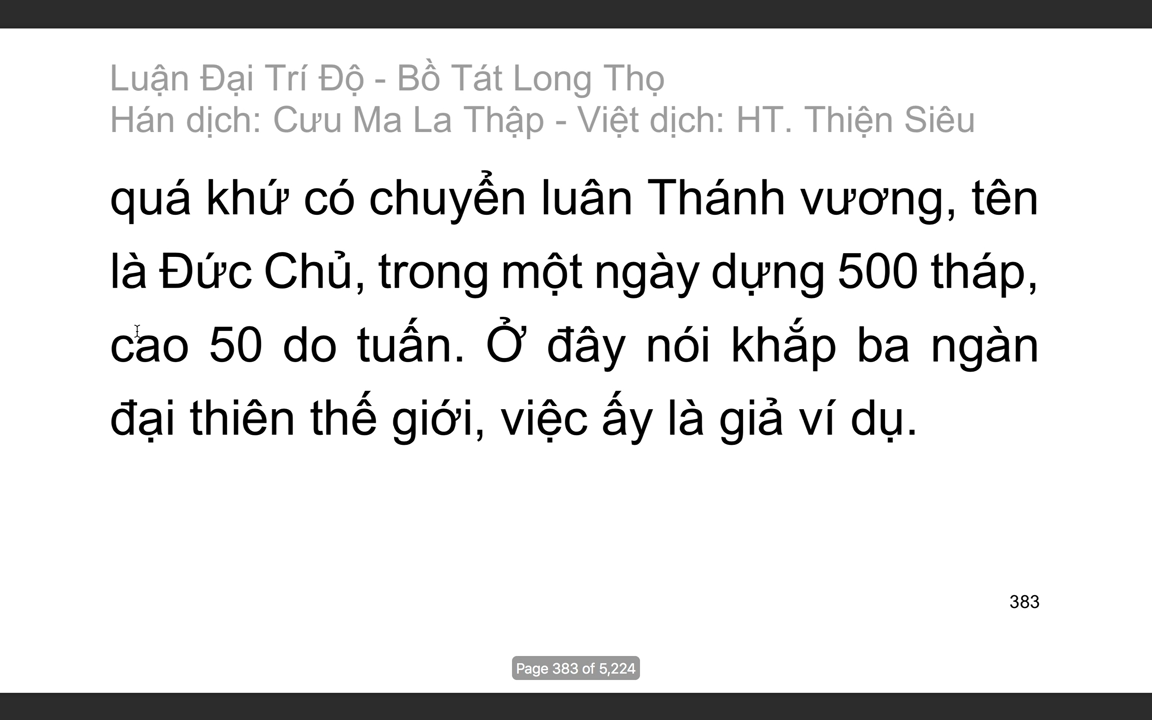 Luận Đại Trí Độ - Bồ Tát Long Thọ
Hán dịch: Cưu Ma La Thập - Việt dịch: HT. Thiện Siêu
quá khứ có chuyển luân Thánh vương, tên
là Đức Chủ, trong một ngày dựng 500 tháp,
cao 50 do tuấn. Ở đây nói khắp ba ngàn
đại thiên thế giới, việc ấy là giả ví dụ.
383
Page 383 of 5,224